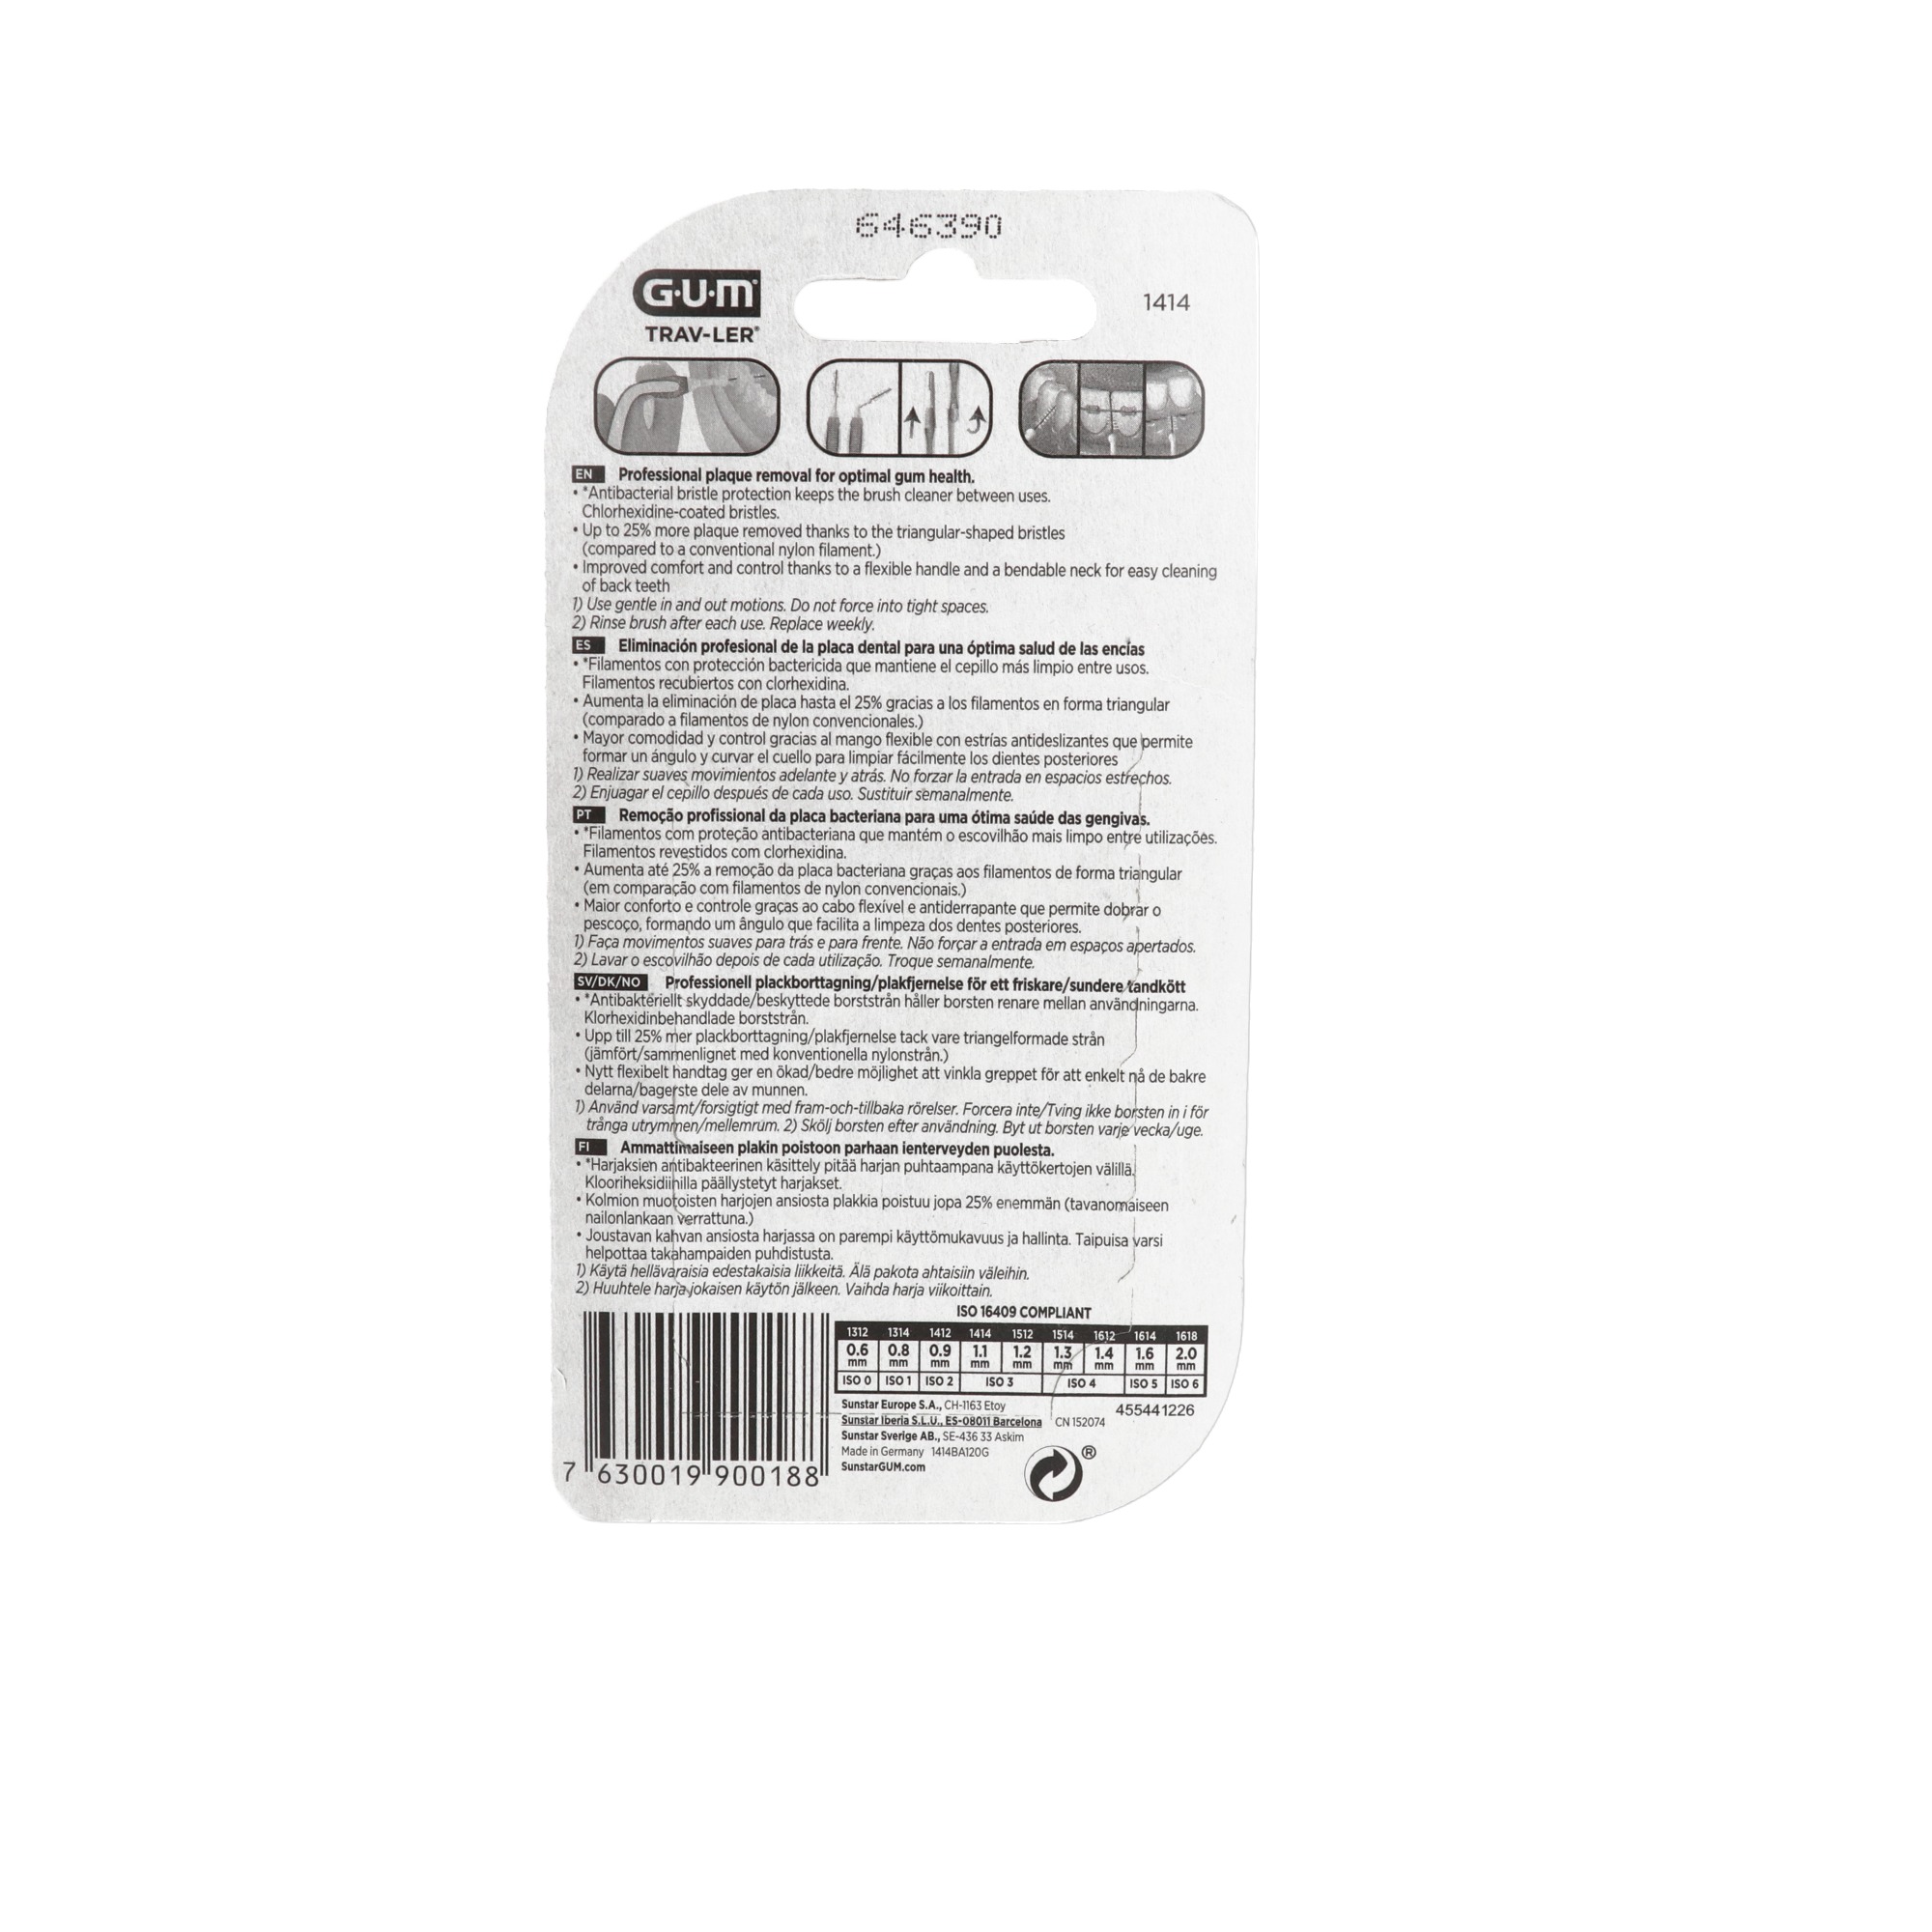 646390
G·U·M®
TRAV-LER®
1414
EN Professional plaque removal for optimal gum health.
• *Antibacterial bristle protection keeps the brush cleaner between uses.
Chlorhexidine-coated bristles.
• Up to 25% more plaque removed thanks to the triangular-shaped bristles
(compared to a conventional nylon filament.)
• Improved comfort and control thanks to a flexible handle and a bendable neck for easy cleaning
of back teeth
1) Use gentle in and out motions. Do not force into tight spaces.
2) Rinse brush after each use. Replace weekly.
ES Eliminación profesional de la placa dental para una óptima salud de las encías
• *Filamentos con protección bactericida que mantiene el cepillo más limpio entre usos.
Filamentos recubiertos con clorhexidina.
• Aumenta la eliminación de placa hasta el 25% gracias a los filamentos en forma triangular
(comparado a filamentos de nylon convencionales.)
• Mayor comodidad y control gracias al mango flexible con estrías antideslizantes que permite
formar un ángulo y curvar el cuello para limpiar fácilmente los dientes posteriores
1) Realizar suaves movimientos adelante y atrás. No forzar la entrada en espacios estrechos.
2) Enjuagar el cepillo después de cada uso. Sustituir semanalmente.
PT Remoção profissional da placa bacteriana para uma ótima saúde das gengivas.
• *Filamentos com proteção antibacteriana que mantém o escovilhão mais limpo entre utilizações.
Filamentos revestidos com clorhexidina.
• Aumenta até 25% a remoção da placa bacteriana graças aos filamentos de forma triangular
(em comparação com filamentos de nylon convencionais.)
• Maior conforto e controle graças ao cabo flexível e antiderrapante que permite dobrar o
pescoço, formando um ângulo que facilita a limpeza dos dentes posteriores.
1) Faça movimentos suaves para trás e para frente. Não forçar a entrada em espaços apertados.
2) Lavar o escovilhão depois de cada utilização. Troque semanalmente.
SV/DK/NO Professionell plackborttagning/plakfjernelse för ett friskare/sundere tandkött
• *Antibakteriellt skyddade/beskyttede borststrån håller borsten renare mellan användningarna.
Klorhexidinbehandlade borststrån.
• Upp till 25% mer plackborttagning/plakfjernelse tack vare triangelformade strån
(jämfört/sammenlignet med konventionella nylonstrån.)
• Nytt flexibelt handtag ger en ökad/bedre möjlighet att vinkla greppet för att enkelt nå de bakre
delarna/bagerste dele av munnen.
1) Använd varsamt/forsigtigt med fram-och-tillbaka rörelser. Forcera inte/Tving ikke borsten in i för
trånga utrymmen/mellemrum. 2) Skölj borsten efter användning. Byt ut borsten varje vecka/uge.
FI Ammattimaiseen plakin poistoon parhaan ienterveyden puolesta.
• *Harjaksien antibakteerinen käsittely pitää harjan puhtaampana käyttökertojen välillä.
Klooriheksidiinilla päällystetyt harjakset.
• Kolmion muotoisten harjojen ansiosta plakkia poistuu jopa 25% enemmän (tavanomaiseen
nailonlankaan verrattuna.)
• Joustavan kahvan ansiosta harjassa on parempi käyttömukavuus ja hallinta. Taipuisa varsi
helpottaa takahampaiden puhdistusta.
1) Käytä hellävaraisia edestakaisia liikkeitä. Älä pakota ahtaisiin väleihin.
2) Huuhtele harja jokaisen käytön jälkeen. Vaihda harja viikoittain.
ISO 16409 COMPLIANT
1312 1314 1412 1414 1512 1514 1612 1614 1618
0.6 0.8 0.9 1.1 1.2 1.3 1.4 1.6 2.0
mm mm mm mm mm mm mm mm mm
ISO 0 ISO 1 ISO 2 ISO 3 ISO 4 ISO 5 ISO 6
Sunstar Europe S.A., CH-1163 Etoy
455441226
Sunstar Iberia S.L.U., ES-08011 Barcelona CN 152074
Sunstar Sverige AB., SE-436 33 Askim
Made in Germany 1414BA120G
SunstarGUM.com
®
7 630019 900188